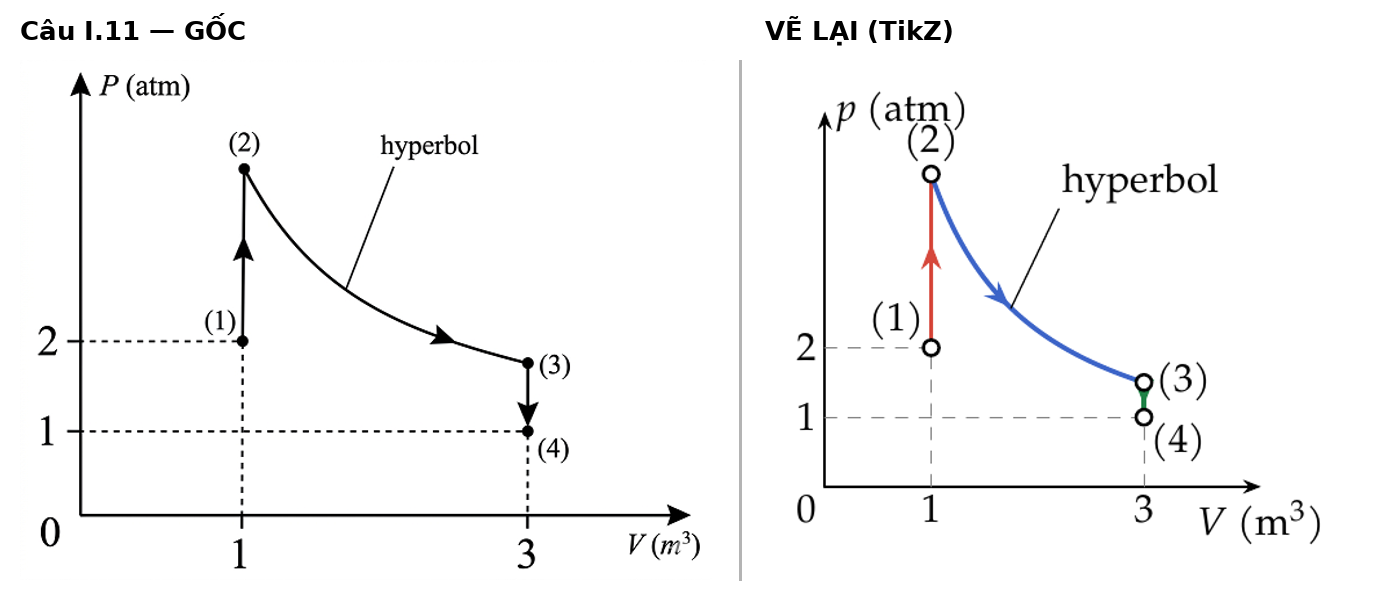 Câu I.11 — GỐC
P (atm)
(2)
hyperbol
(1)
2
(3)
1
(4)
0
1
3
V (m³)
VẼ LẠI (TikZ)
p (atm)
(2)
hyperbol
(1)
2
(3)
1
(4)
0
1
3
V (m³)